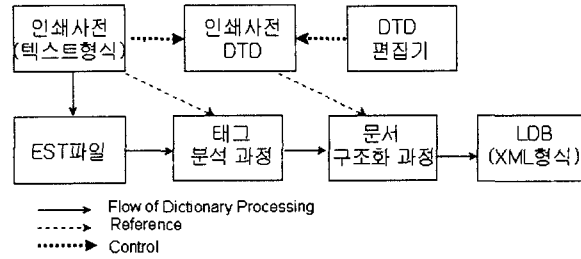 인쇄사전
(텍스트형식)
인쇄사전
DTD
DTD
편집기
EST파일
태그
분석 과정
문서
구조화 과정
LDB
(XML형식)
Flow of Dictionary Processing
Reference
Control